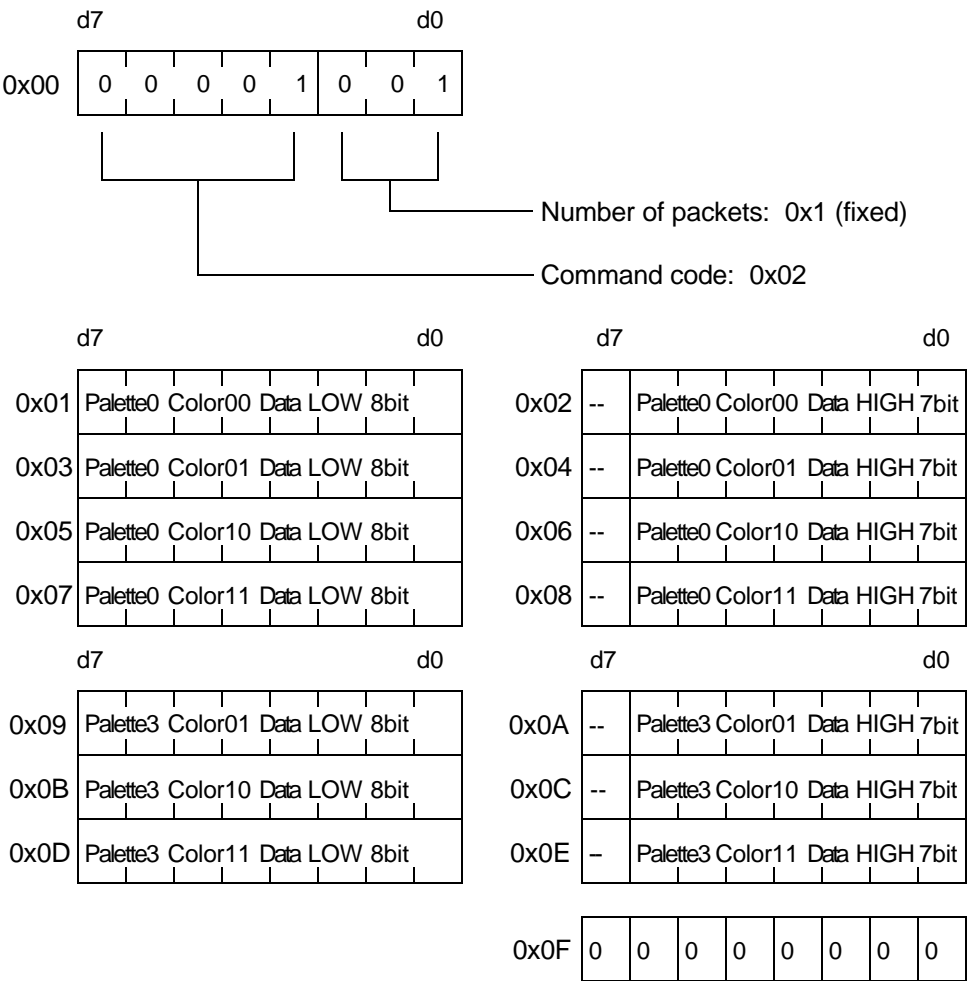 d7 d0
0x00 0 0 0 0 1 0 0 1
Number of packets: 0x1 (fixed)
Command code: 0x02
d7 d0 d7 d0
0x01 Palette0 Color00 Data LOW 8bit 0x02 -- Palette0 Color00 Data HIGH 7bit
0x03 Palette0 Color01 Data LOW 8bit 0x04 -- Palette0 Color01 Data HIGH 7bit
0x05 Palette0 Color10 Data LOW 8bit 0x06 -- Palette0 Color10 Data HIGH 7bit
0x07 Palette0 Color11 Data LOW 8bit 0x08 -- Palette0 Color11 Data HIGH 7bit
d7 d0 d7 d0
0x09 Palette3 Color01 Data LOW 8bit 0x0A -- Palette3 Color01 Data HIGH 7bit
0x0B Palette3 Color10 Data LOW 8bit 0x0C -- Palette3 Color10 Data HIGH 7bit
0x0D Palette3 Color11 Data LOW 8bit 0x0E -- Palette3 Color11 Data HIGH 7bit
0x0F 0 0 0 0 0 0 0 0